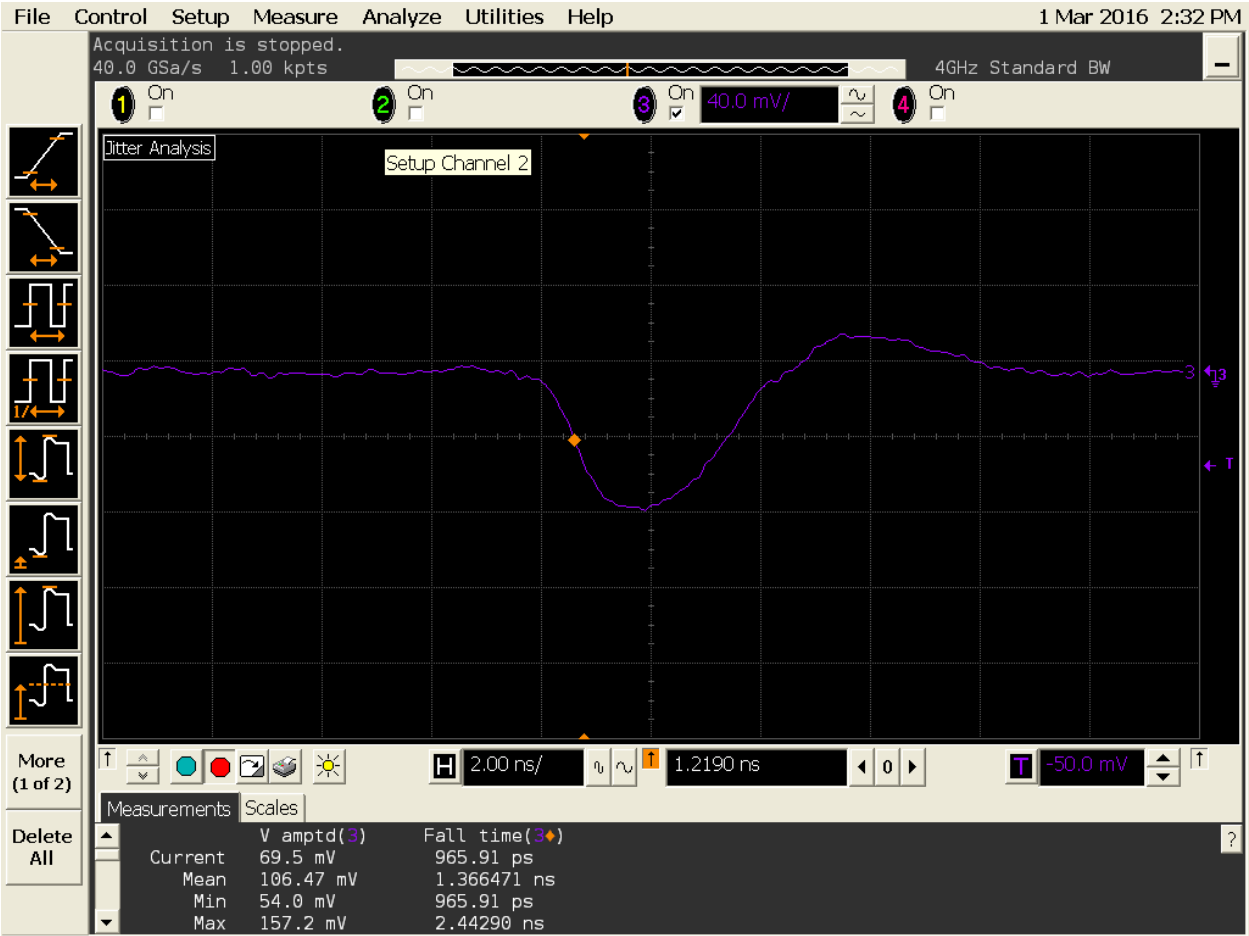 File Control Setup Measure Analyze Utilities Help 1 Mar 2016 2:32 PM
Acquisition is stopped.
40.0 GSa/s 1.00 kpts 4GHz Standard BW
1 On 2 On 3 On 40.0 mV/ 4 On
Jitter Analysis
Setup Channel 2
3 3
T
1/
More
(1 of 2)
Delete
All
H 2.00 ns/ 1.2190 ns 0 T -50.0 mV
Measurements Scales
V amptd(3) Fall time(3◆) ?
Current 69.5 mV 965.91 ps
Mean 106.47 mV 1.366471 ns
Min 54.0 mV 965.91 ps
Max 157.2 mV 2.44290 ns